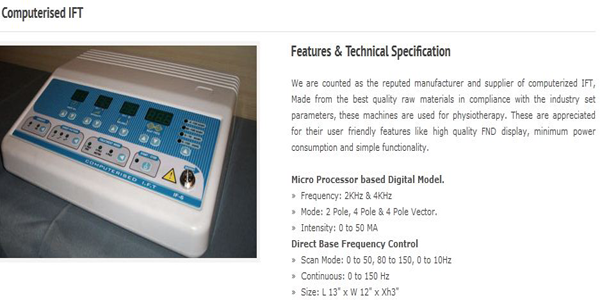 Computerised IFT
Features & Technical Specification
We are counted as the reputed manufacturer and supplier of computerized IFT,
Made from the best quality raw materials in compliance with the industry set
parameters, these machines are used for physiotherapy. These are appreciated
for their user friendly features like high quality FND display, minimum power
consumption and simple functionality.
Micro Processor based Digital Model.
» Frequency: 2KHz & 4KHz
» Mode: 2 Pole, 4 Pole & 4 Pole Vector.
» Intensity: 0 to 50 MA
Direct Base Frequency Control
» Scan Mode: 0 to 50, 80 to 150, 0 to 10Hz
» Continuous: 0 to 150 Hz
» Size: L 13" x W 12" x Xh3"
COMPUTERISED I.F.T